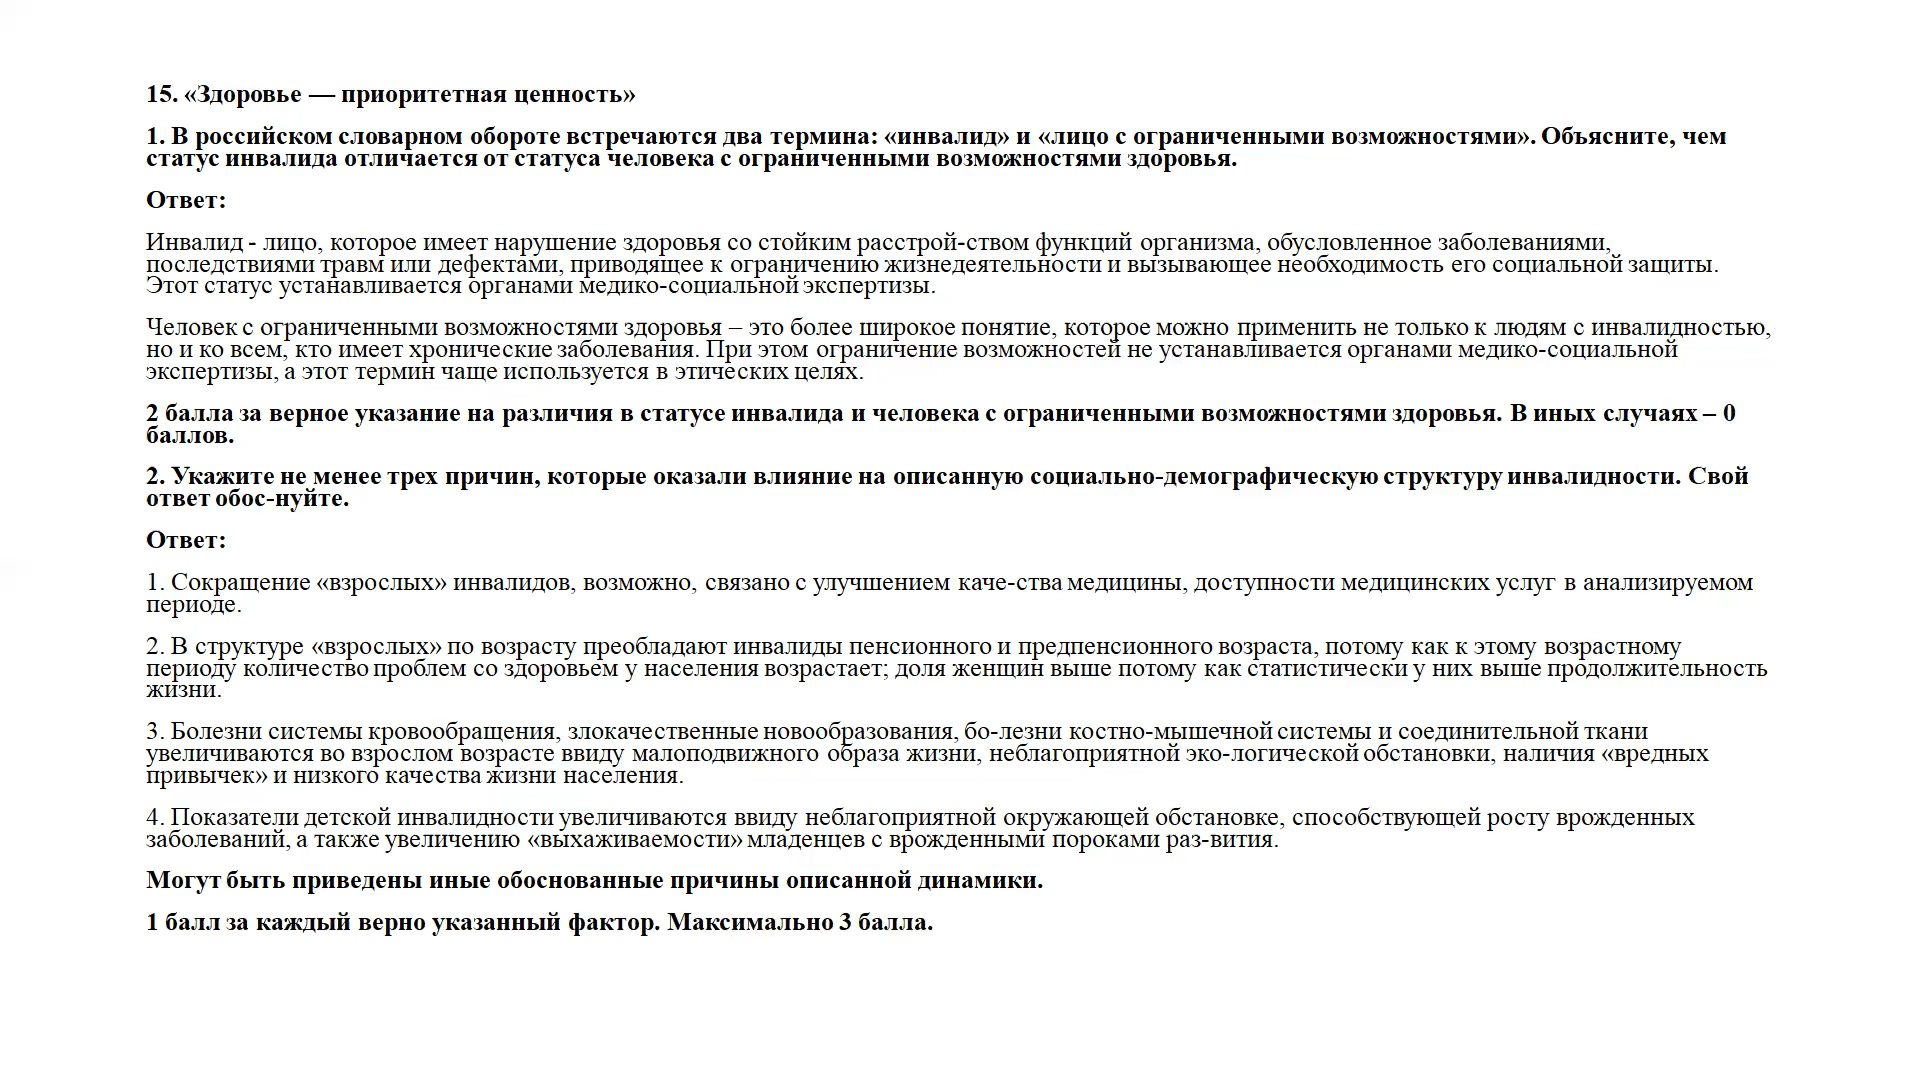 15. «Здоровье — приоритетная ценность»
1. В российском словарном обороте встречаются два термина: «инвалид» и «лицо с ограниченными возможностями». Объясните, чем
статус инвалида отличается от статуса человека с ограниченными возможностями здоровья.
Ответ:
Инвалид - лицо, которое имеет нарушение здоровья со стойким расстрой-ством функций организма, обусловленное заболеваниями,
последствиями травм или дефектами, приводящее к ограничению жизнедеятельности и вызывающее необходимость его социальной защиты.
Этот статус устанавливается органами медико-социальной экспертизы.
Человек с ограниченными возможностями здоровья – это более широкое понятие, которое можно применить не только к людям с инвалидностью,
но и ко всем, кто имеет хронические заболевания. При этом ограничение возможностей не устанавливается органами медико-социальной
экспертизы, а этот термин чаще используется в этических целях.
2 балла за верное указание на различия в статусе инвалида и человека с ограниченными возможностями здоровья. В иных случаях – 0
баллов.
2. Укажите не менее трех причин, которые оказали влияние на описанную социально-демографическую структуру инвалидности. Свой
ответ обос-нуйте.
Ответ:
1. Сокращение «взрослых» инвалидов, возможно, связано с улучшением каче-ства медицины, доступности медицинских услуг в анализируемом
периоде.
2. В структуре «взрослых» по возрасту преобладают инвалиды пенсионного и предпенсионного возраста, потому как к этому возрастному
периоду количество проблем со здоровьем у населения возрастает; доля женщин выше потому как статистически у них выше продолжительность
жизни.
3. Болезни системы кровообращения, злокачественные новообразования, бо-лезни костно-мышечной системы и соединительной ткани
увеличиваются во взрослом возрасте ввиду малоподвижного образа жизни, неблагоприятной эко-логической обстановки, наличия «вредных
привычек» и низкого качества жизни населения.
4. Показатели детской инвалидности увеличиваются ввиду неблагоприятной окружающей обстановке, способствующей росту врожденных
заболеваний, а также увеличению «выхаживаемости» младенцев с врожденными пороками раз-вития.
Могут быть приведены иные обоснованные причины описанной динамики.
1 балл за каждый верно указанный фактор. Максимально 3 балла.